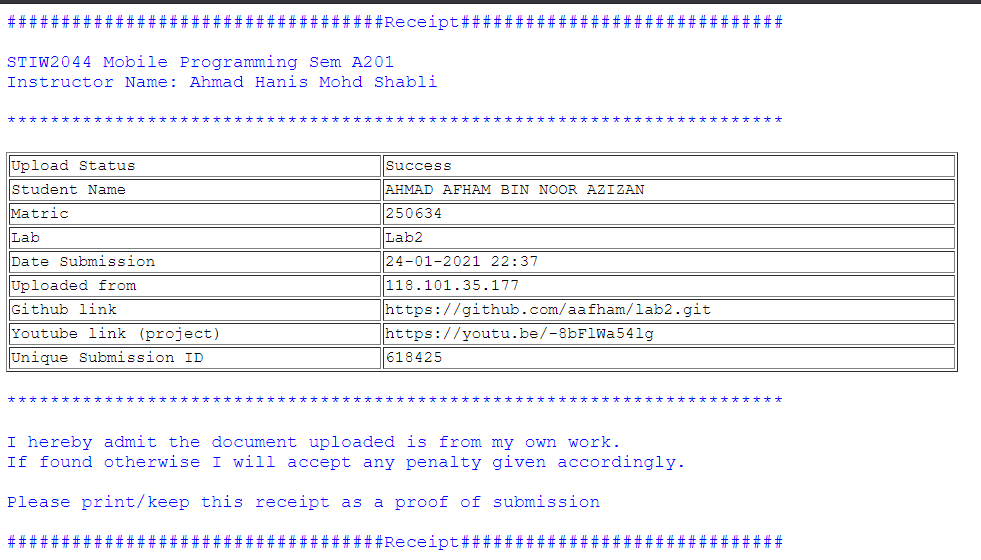 ###################################Receipt##############################
STIW2044 Mobile Programming Sem A201
Instructor Name: Ahmad Hanis Mohd Shabli
************************************************************************
Upload Status Success
Student Name AHMAD AFHAM BIN NOOR AZIZAN
Matric 250634
Lab Lab2
Date Submission 24-01-2021 22:37
Uploaded from 118.101.35.177
Github link https://github.com/aafham/lab2.git
Youtube link (project) https://youtu.be/-8bFlWa54lg
Unique Submission ID 618425
************************************************************************
I hereby admit the document uploaded is from my own work.
If found otherwise I will accept any penalty given accordingly.
Please print/keep this receipt as a proof of submission
###################################Receipt##############################